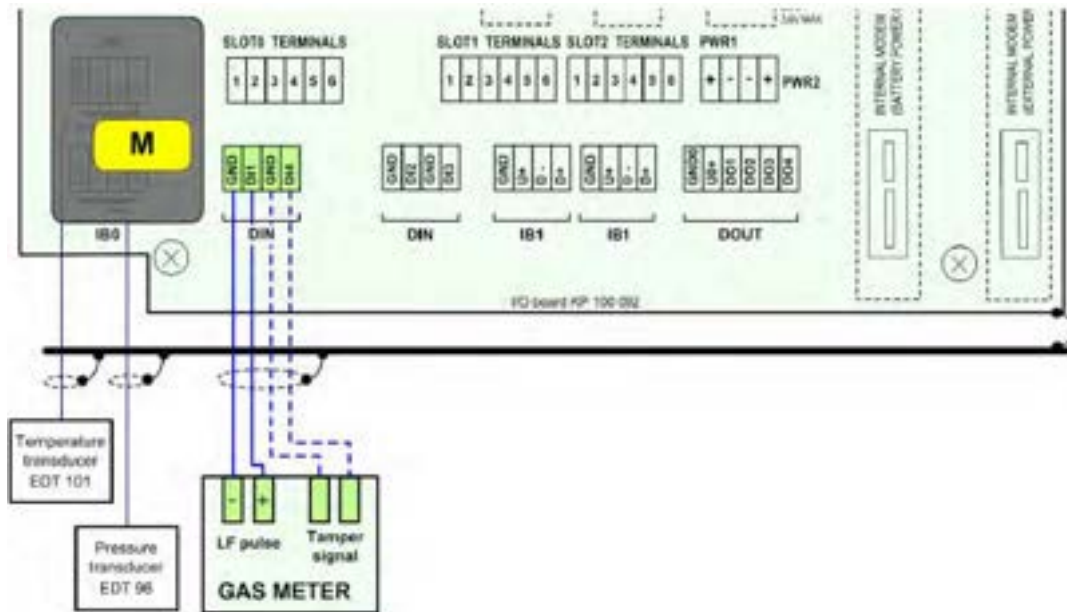 SLOT0 TERMINALS
1 2 3 4 5 6
SLOT1 TERMINALS
1 2 3 4 5 6
SLOT2 TERMINALS
1 2 3 4 5 6
PWR1
+ - - +
PWR2
INTERNAL MODEM
(BATTERY POWER
INTERNAL MODEM
(EXTERNAL POWER
M
IB0
GND DI1 GND DI4
DIN
GND DI2 GND DI3
DIN
GND U+ D- D+
IB1
GND U+ D- D+
IB1
GND0 UB+ DO1 DO2 DO3 DO4
DOUT
I/O board KP 100 092
Temperature
transducer
EDT 101
Pressure
transducer
EDT 96
- +
LF pulse
Tamper
signal
GAS METER